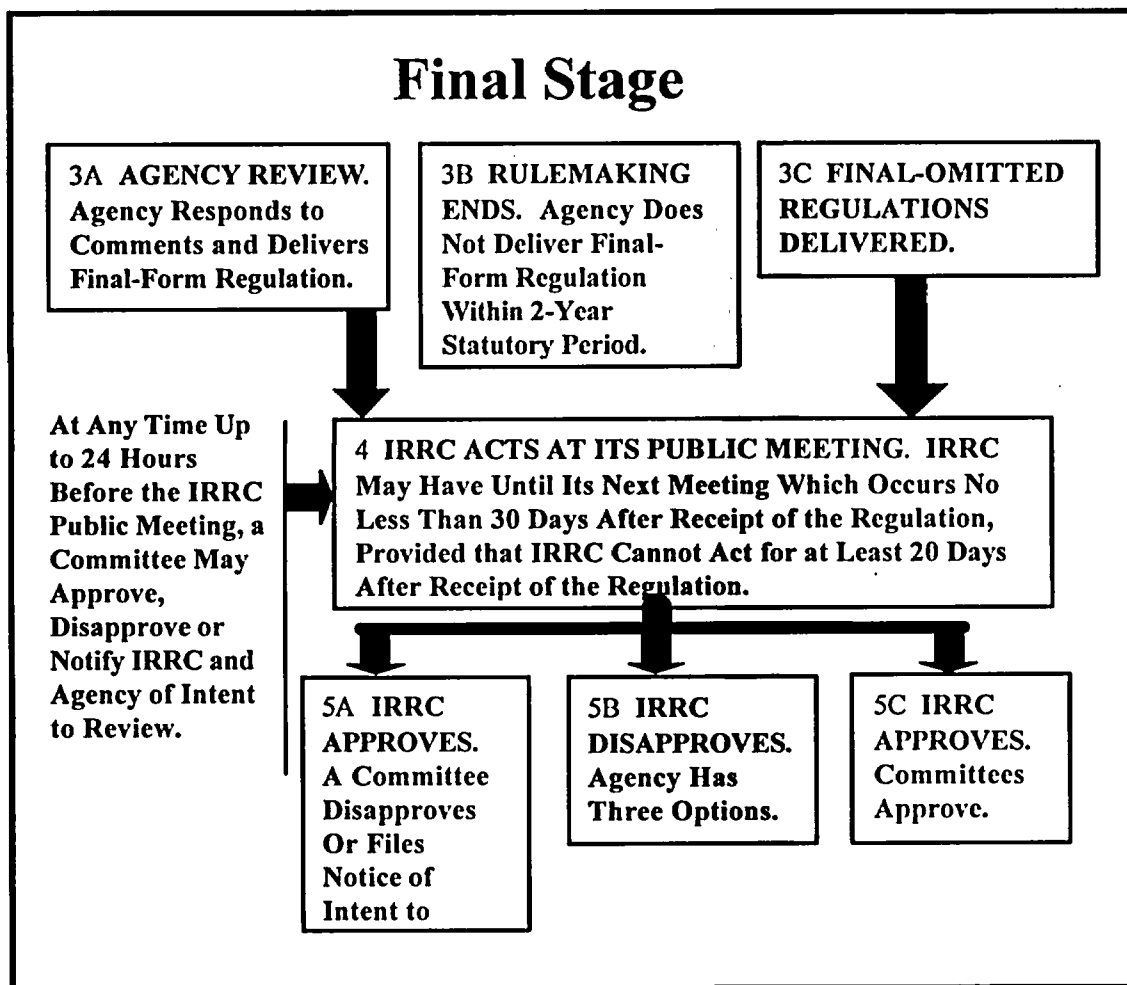 Final Stage
3A AGENCY REVIEW.
Agency Responds to
Comments and Delivers
Final-Form Regulation.
3B RULEMAKING
ENDS. Agency Does
Not Deliver Final-
Form Regulation
Within 2-Year
Statutory Period.
3C FINAL-OMITTED
REGULATIONS
DELIVERED.
At Any Time Up
to 24 Hours
Before the IRRC
Public Meeting, a
Committee May
Approve,
Disapprove or
Notify IRRC and
Agency of Intent
to Review.
4 IRRC ACTS AT ITS PUBLIC MEETING. IRRC
May Have Until Its Next Meeting Which Occurs No
Less Than 30 Days After Receipt of the Regulation,
Provided that IRRC Cannot Act for at Least 20 Days
After Receipt of the Regulation.
5A IRRC
APPROVES.
A Committee
Disapproves
Or Files
Notice of
Intent to
5B IRRC
DISAPPROVES.
Agency Has
Three Options.
5C IRRC
APPROVES.
Committees
Approve.